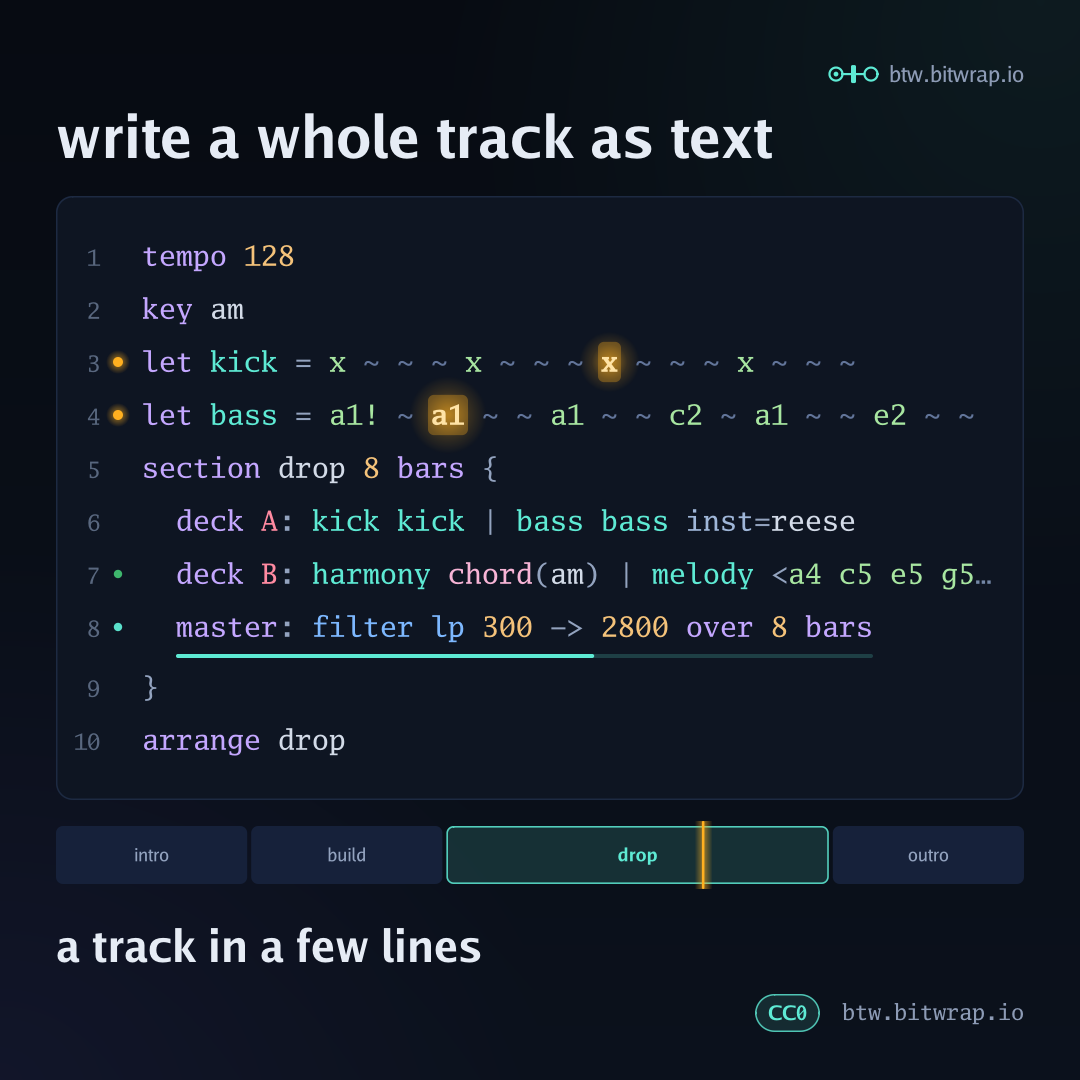 btw.bitwrap.io
write a whole track as text
1 tempo 128
2 key am
3 let kick = x ~ ~ ~ x ~ ~ ~ x ~ ~ ~ x ~ ~ ~
4 let bass = a1! ~ a1 ~ ~ a1 ~ ~ c2 ~ a1 ~ ~ e2 ~ ~
5 section drop 8 bars {
6 deck A: kick kick | bass bass inst=reese
7 deck B: harmony chord(am) | melody <a4 c5 e5 g5…
8 master: filter lp 300 -> 2800 over 8 bars
9 }
10 arrange drop
intro build drop outro
a track in a few lines
CC0 btw.bitwrap.io